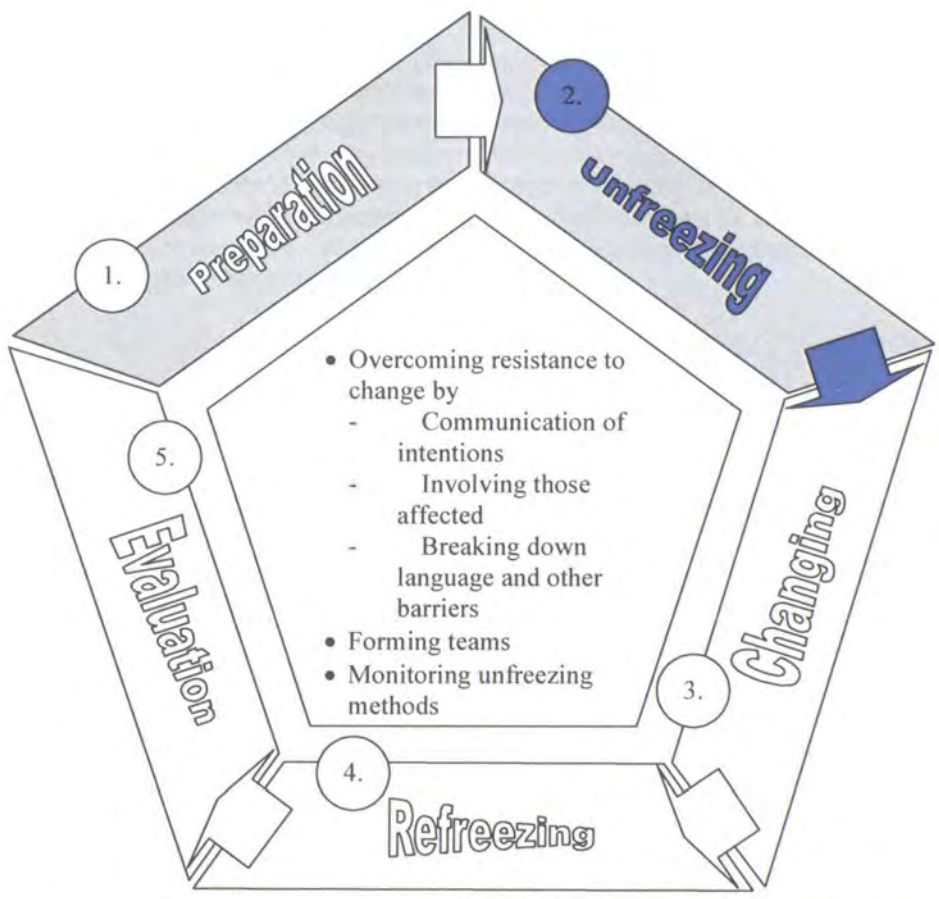 1.
Preparation
2.
Unfreezing
3.
Changing
4.
Refreezing
5.
Evaluation
• Overcoming resistance to
change by
- Communication of
intentions
- Involving those
affected
- Breaking down
language and other
barriers
• Forming teams
• Monitoring unfreezing
methods